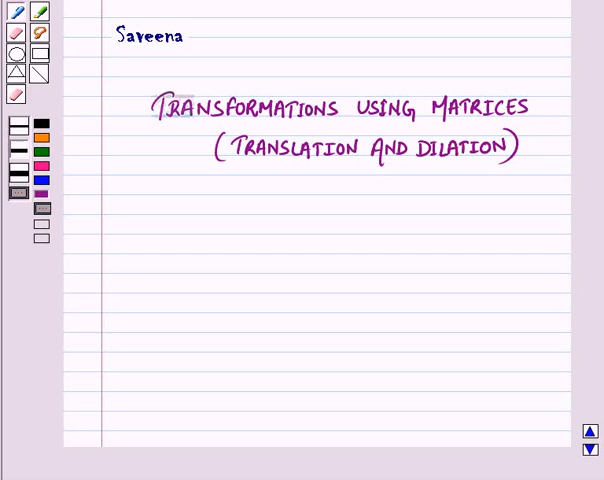 Saveena
TRANSFORMATIONS USING MATRICES
(TRANSLATION AND DILATION)